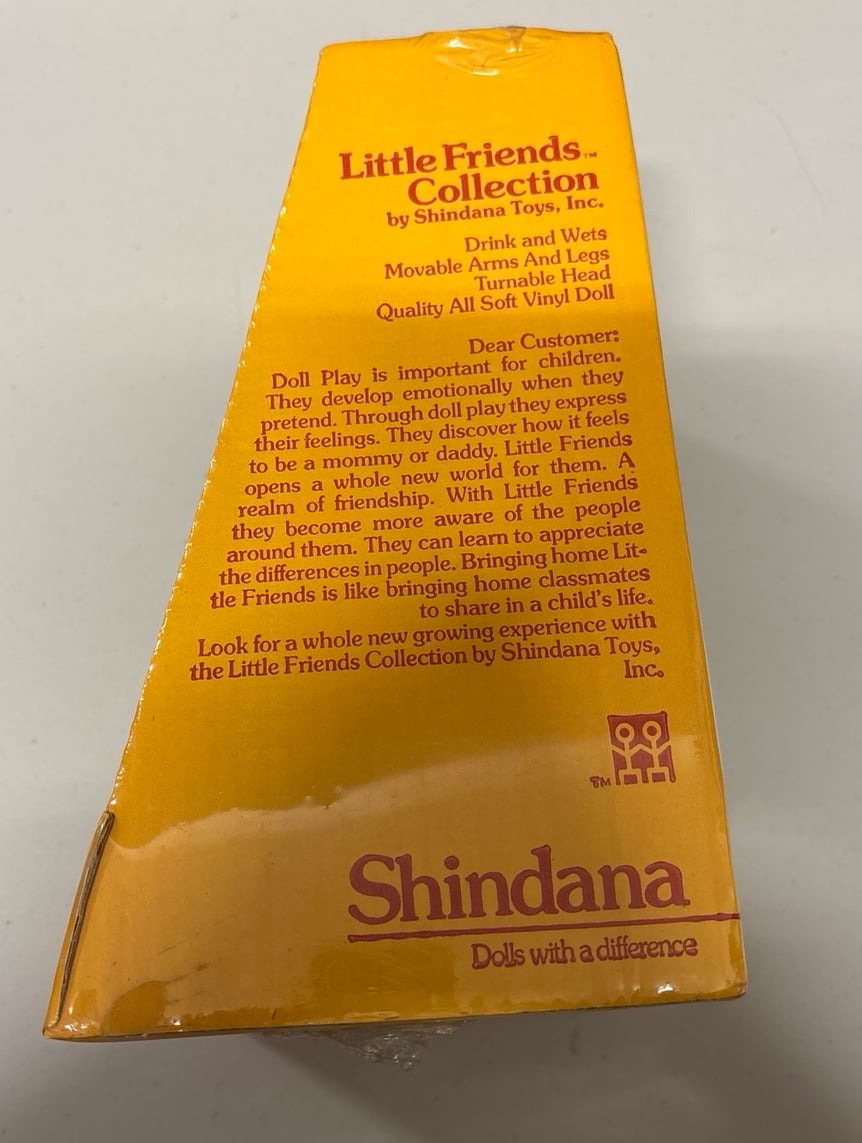 Little Friends™
Collection
by Shindana Toys, Inc.
Drink and Wets
Movable Arms And Legs
Turnable Head
Quality All Soft Vinyl Doll
Dear Customer:
Doll Play is important for children.
They develop emotionally when they
pretend. Through doll play they express
their feelings. They discover how it feels
to be a mommy or daddy. Little Friends
opens a whole new world for them. A
realm of friendship. With Little Friends
they become more aware of the people
around them. They can learn to appreciate
the differences in people. Bringing home Lit-
tle Friends is like bringing home classmates
to share in a child's life.
Look for a whole new growing experience with
the Little Friends Collection by Shindana Toys,
Inc.
Shindana
Dolls with a difference